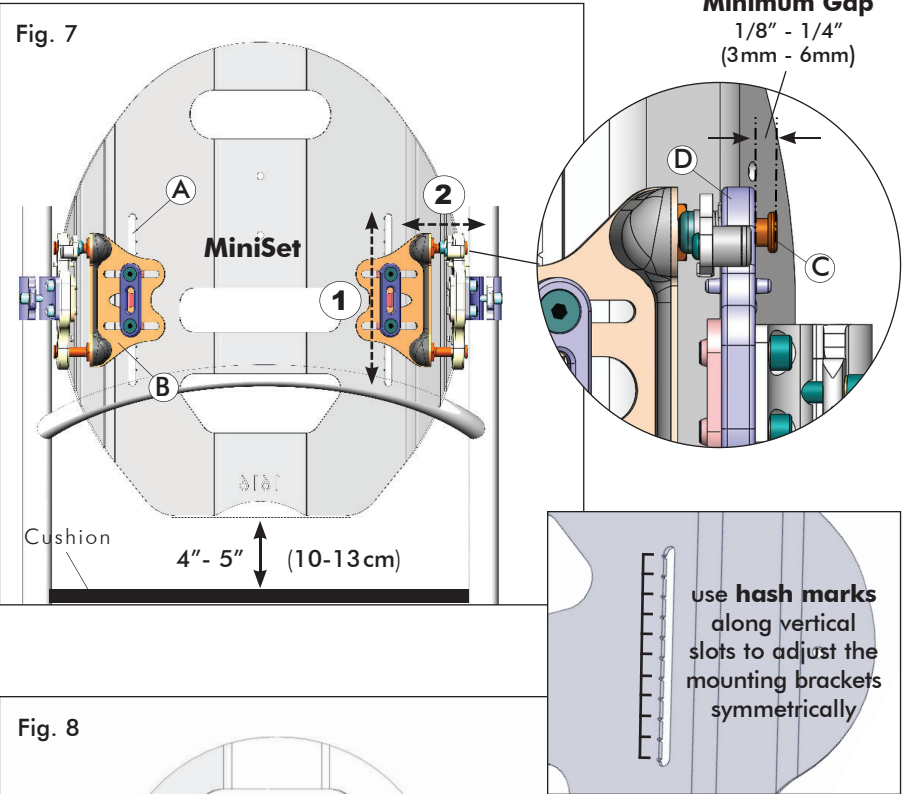 Fig. 7
Minimum Gap
1/8" - 1/4"
(3mm - 6mm)
A
2
MiniSet
1
B
D
C
1616
Cushion
4"- 5" (10-13cm)
use hash marks
along vertical
slots to adjust the
mounting brackets
symmetrically
Fig. 8